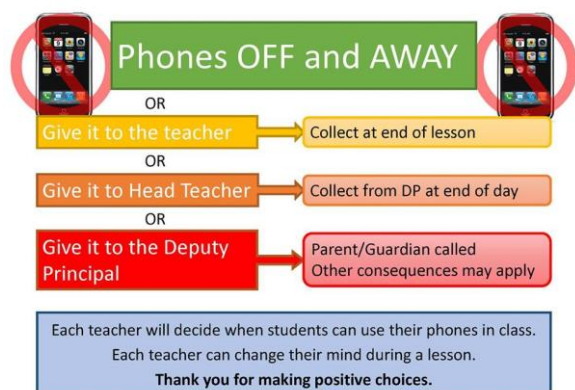 Phones OFF and AWAY
OR
Give it to the teacher
Collect at end of lesson
OR
Give it to Head Teacher
Collect from DP at end of day
OR
Give it to the Deputy
Principal
Parent/Guardian called
Other consequences may apply
Each teacher will decide when students can use their phones in class.
Each teacher can change their mind during a lesson.
Thank you for making positive choices.